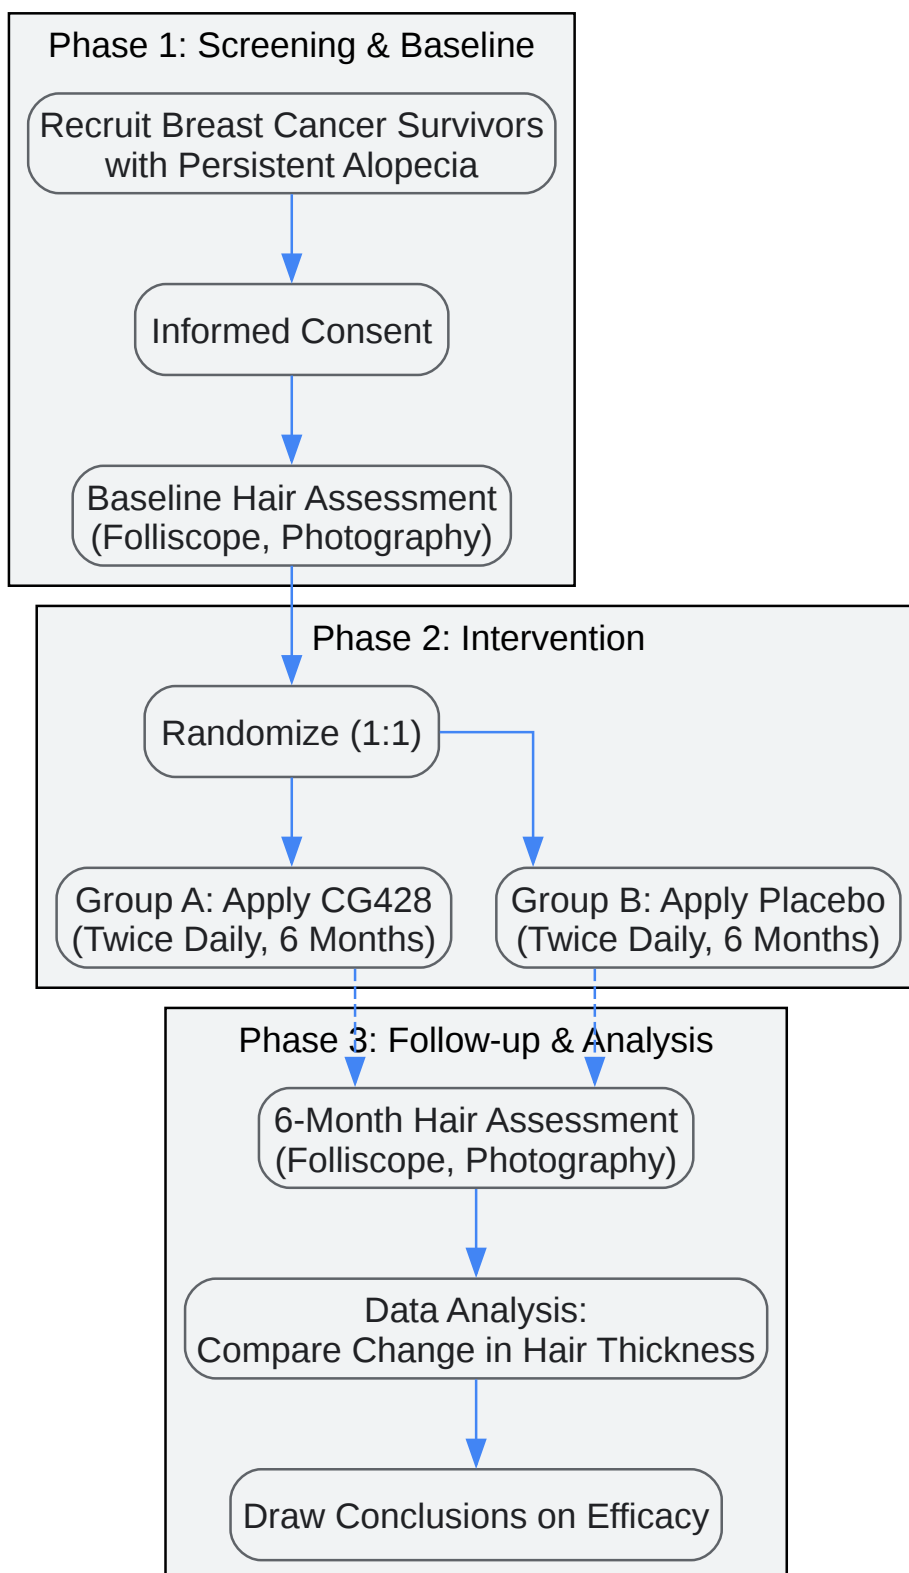 Phase 1: Screening & Baseline
Recruit Breast Cancer Survivors
with Persistent Alopecia
Informed Consent
Baseline Hair Assessment
(Folliscope, Photography)
Phase 2: Intervention
Randomize (1:1)
Group A: Apply CG428
(Twice Daily, 6 Months)
Group B: Apply Placebo
(Twice Daily, 6 Months)
Phase 3: Follow-up & Analysis
6-Month Hair Assessment
(Folliscope, Photography)
Data Analysis:
Compare Change in Hair Thickness
Draw Conclusions on Efficacy